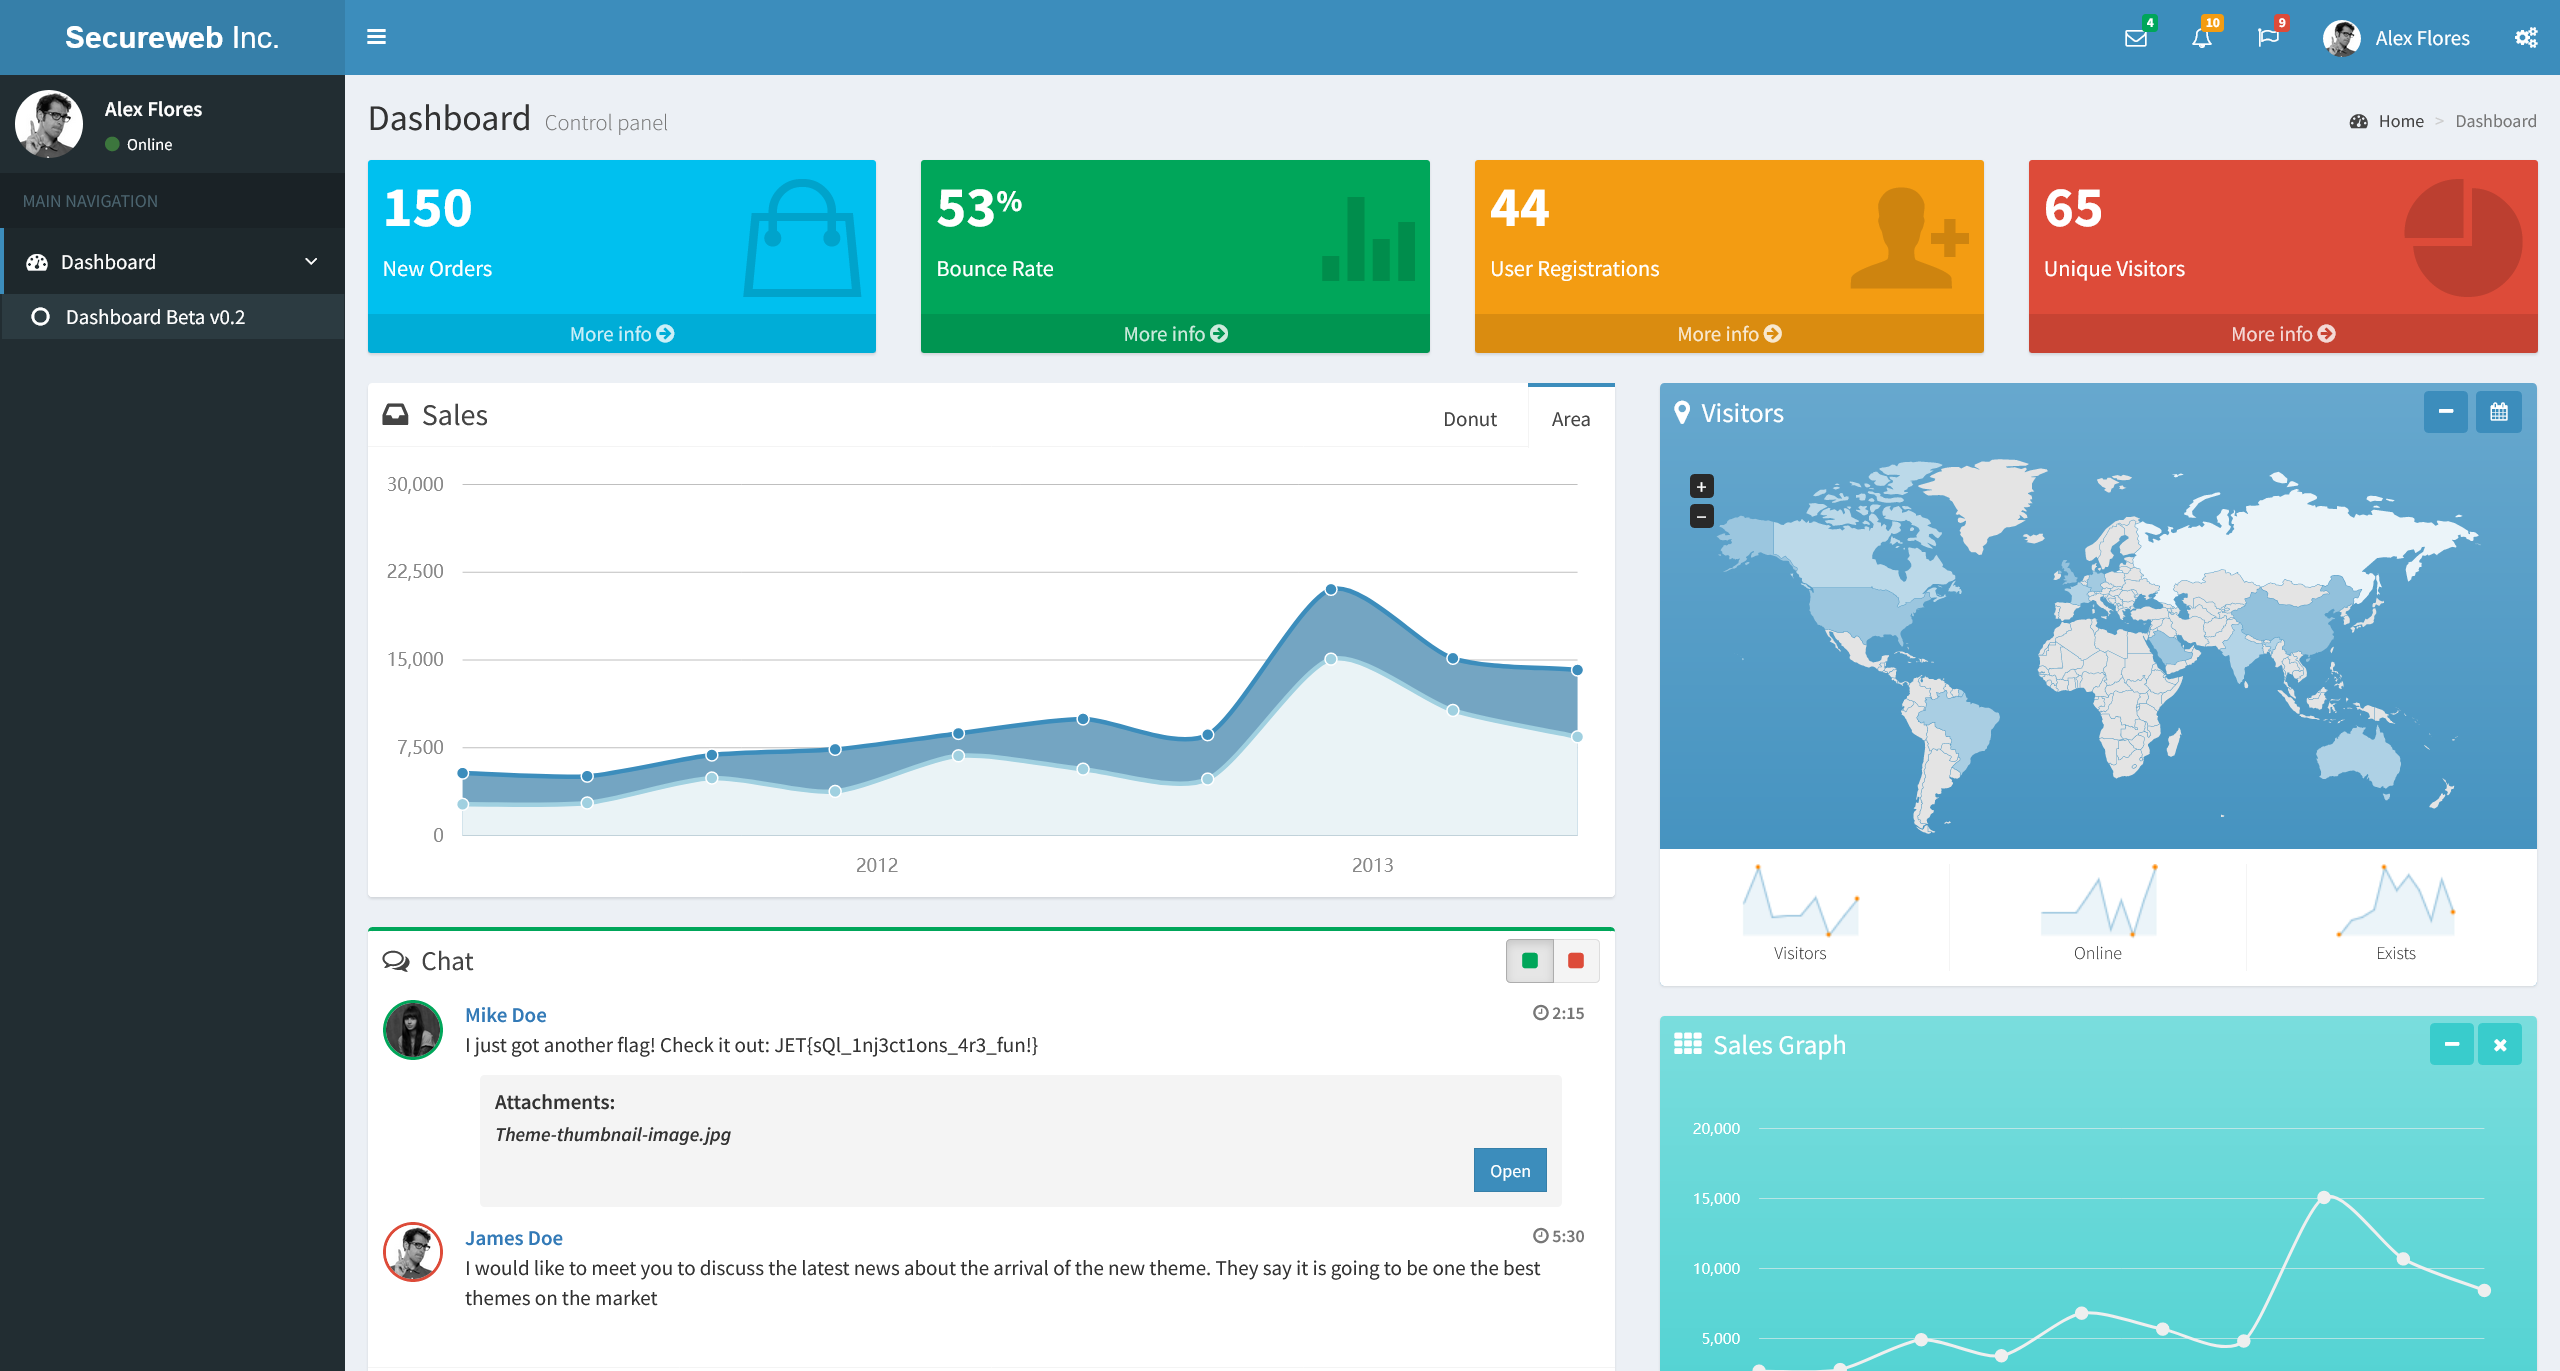 Secureweb Inc.
4
10
9
Alex Flores
Alex Flores
Online
MAIN NAVIGATION
Dashboard
Dashboard Beta v0.2
Dashboard Control panel
Home > Dashboard
150
New Orders
More info
53%
Bounce Rate
More info
44
User Registrations
More info
65
Unique Visitors
More info
Sales
Donut
Area
30,000
22,500
15,000
7,500
0
2012
2013
Visitors
+
−
Visitors
Online
Exists
Chat
Mike Doe
2:15
I just got another flag! Check it out: JET{sQl_1nj3ct1ons_4r3_fun!}
Attachments:
Theme-thumbnail-image.jpg
Open
James Doe
5:30
I would like to meet you to discuss the latest news about the arrival of the new theme. They say it is going to be one the best
themes on the market
Sales Graph
20,000
15,000
10,000
5,000